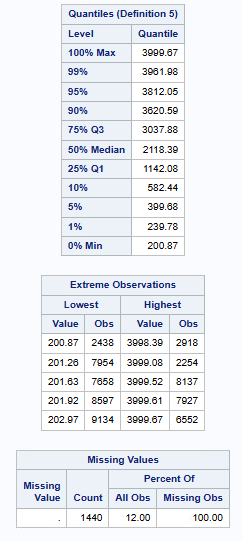 Quantiles (Definition 5)
Level Quantile
100% Max 3999.67
99% 3961.98
95% 3812.05
90% 3620.59
75% Q3 3037.88
50% Median 2118.39
25% Q1 1142.08
10% 582.44
5% 399.68
1% 239.78
0% Min 200.87
Extreme Observations
Lowest Highest
Value Obs Value Obs
200.87 2438 3998.39 2918
201.26 7954 3999.08 2254
201.63 7658 3999.52 8137
201.92 8597 3999.61 7927
202.97 9134 3999.67 6552
Missing Values
Missing Value Count Percent Of
All Obs Missing Obs
. 1440 12.00 100.00